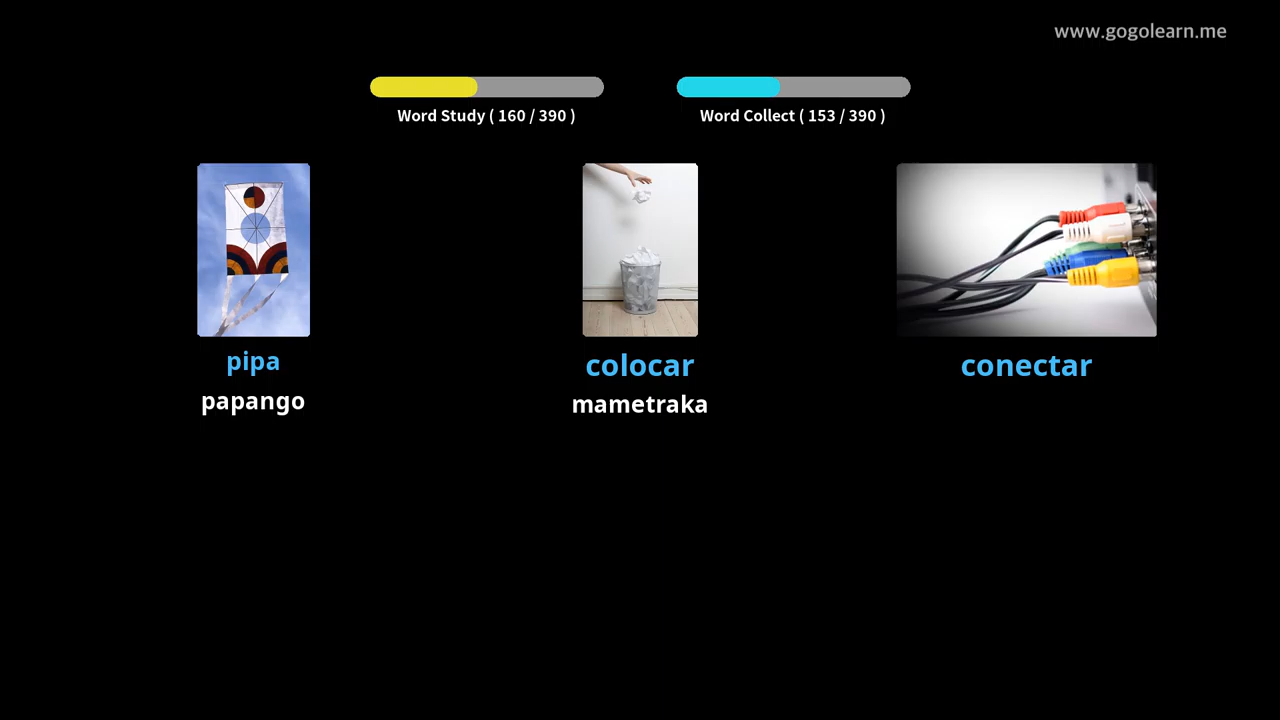 www.gogolearn.me
Word Study ( 160 / 390 )
Word Collect ( 153 / 390 )
pipa
papango
colocar
mametraka
conectar